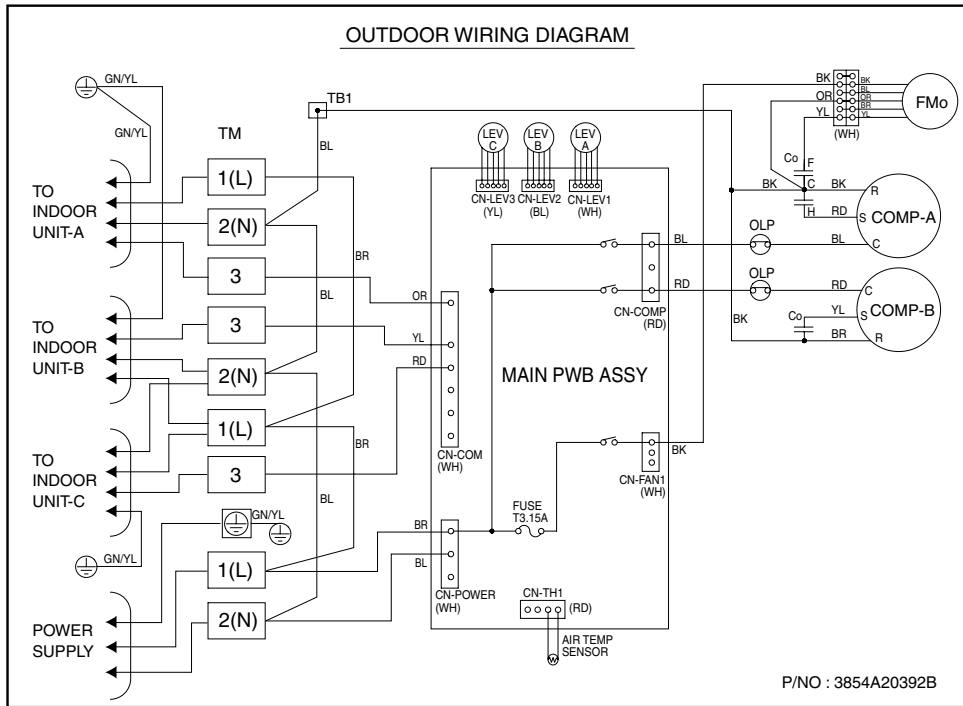 OUTDOOR WIRING DIAGRAM
GN/YL
GN/YL
TB1
TM
BL
TO
INDOOR
UNIT-A
1(L)
2(N)
3
BR
BL
TO
INDOOR
UNIT-B
3
2(N)
1(L)
BR
TO
INDOOR
UNIT-C
3
BL
GN/YL
GN/YL
1(L)
2(N)
POWER
SUPPLY
LEV
C
LEV
B
LEV
A
CN-LEV3
(YL)
CN-LEV2
(BL)
CN-LEV1
(WH)
OR
YL
RD
CN-COM
(WH)
BR
BL
CN-POWER
(WH)
MAIN PWB ASSY
BL
RD
CN-COMP
(RD)
FUSE
T3.15A
CN-FAN1
(WH)
BK
CN-TH1
(RD)
AIR TEMP
SENSOR
BK
OR
YL
BK
BL
OR
BR
YL
(WH)
FMo
Co
F
C
H
BK
BK
RD
R
S
C
COMP-A
OLP
BL
OLP
RD
BK
Co
YL
BR
C
S
R
COMP-B
P/NO : 3854A20392B